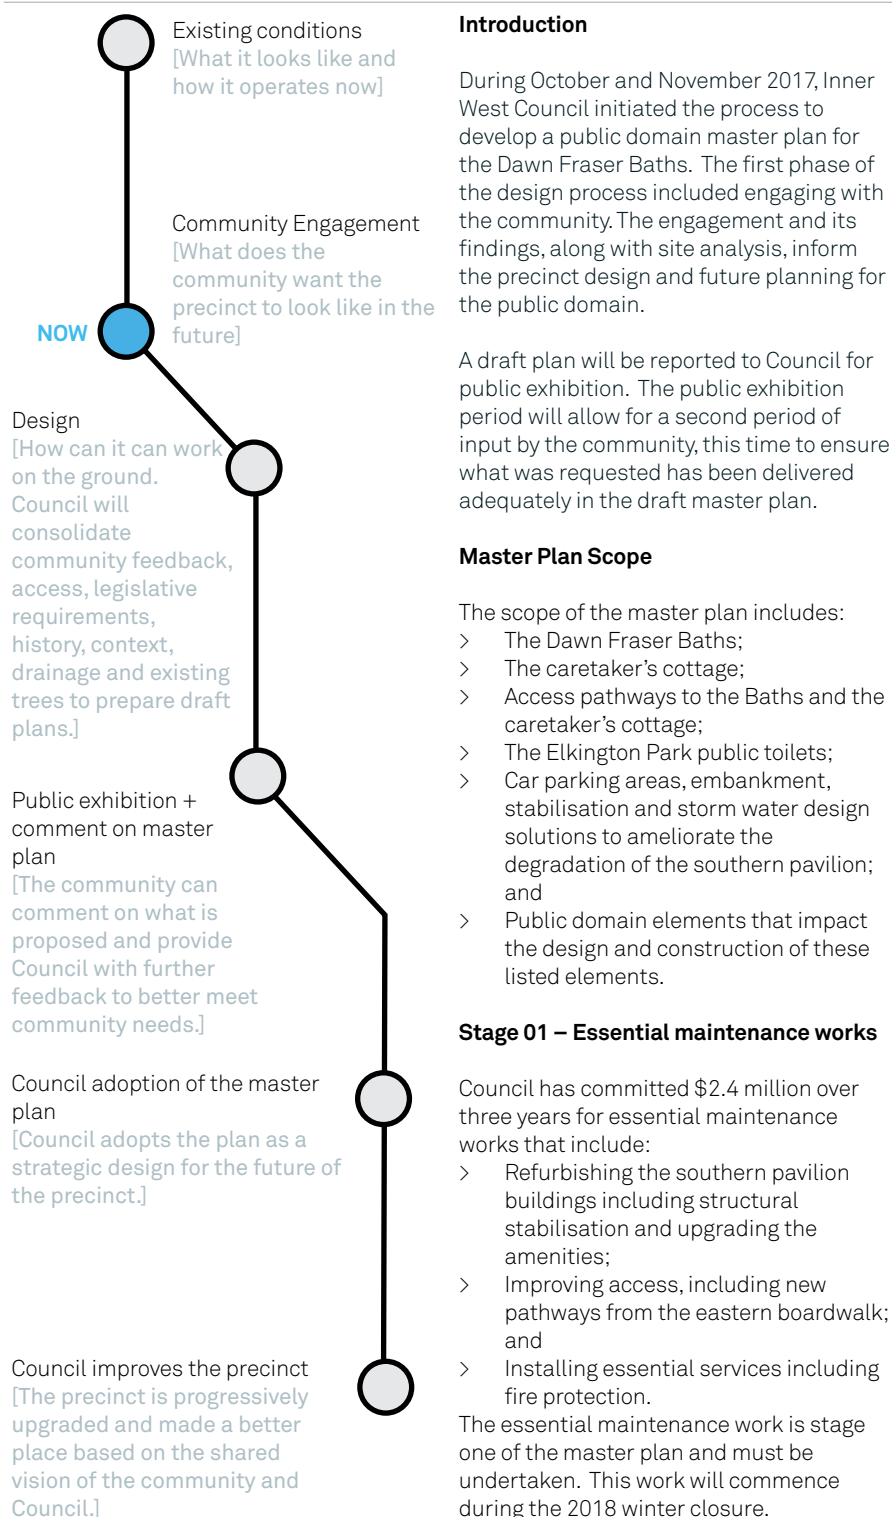 Existing conditions
[What it looks like and
how it operates now]
Community Engagement
[What does the
community want the
precinct to look like in the
future]
NOW
Design
[How can it can work
on the ground.
Council will
consolidate
community feedback,
access, legislative
requirements,
history, context,
drainage and existing
trees to prepare draft
plans.]
Public exhibition +
comment on master
plan
[The community can
comment on what is
proposed and provide
Council with further
feedback to better meet
community needs.]
Council adoption of the master
plan
[Council adopts the plan as a
strategic design for the future of
the precinct.]
Council improves the precinct
[The precinct is progressively
upgraded and made a better
place based on the shared
vision of the community and
Council.]
Introduction
During October and November 2017, Inner
West Council initiated the process to
develop a public domain master plan for
the Dawn Fraser Baths. The first phase of
the design process included engaging with
the community. The engagement and its
findings, along with site analysis, inform
the precinct design and future planning for
the public domain.
A draft plan will be reported to Council for
public exhibition. The public exhibition
period will allow for a second period of
input by the community, this time to ensure
what was requested has been delivered
adequately in the draft master plan.
Master Plan Scope
The scope of the master plan includes:
> The Dawn Fraser Baths;
> The caretaker's cottage;
> Access pathways to the Baths and the
caretaker's cottage;
> The Elkington Park public toilets;
> Car parking areas, embankment,
stabilisation and storm water design
solutions to ameliorate the
degradation of the southern pavilion;
and
> Public domain elements that impact
the design and construction of these
listed elements.
Stage 01 – Essential maintenance works
Council has committed $2.4 million over
three years for essential maintenance
works that include:
> Refurbishing the southern pavilion
buildings including structural
stabilisation and upgrading the
amenities;
> Improving access, including new
pathways from the eastern boardwalk;
and
> Installing essential services including
fire protection.
The essential maintenance work is stage
one of the master plan and must be
undertaken. This work will commence
during the 2018 winter closure.